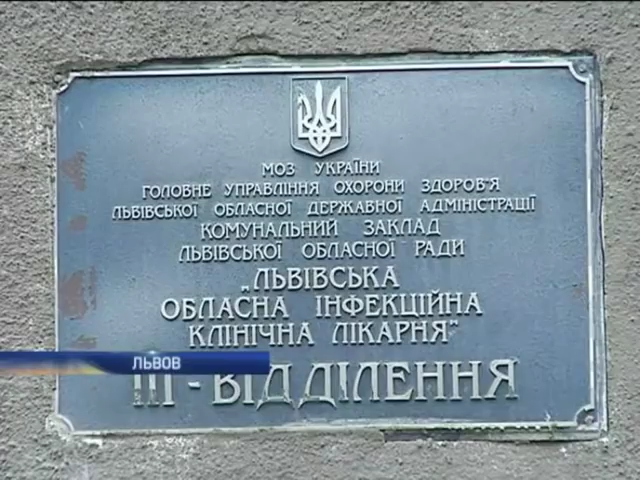 МОЗ УКРАЇНИ
ГОЛОВНЕ УПРАВЛІННЯ ОХОРОНИ ЗДОРОВ'Я
ЛЬВІВСЬКОЇ ОБЛАСНОЇ ДЕРЖАВНОЇ АДМІНІСТРАЦІЇ
КОМУНАЛЬНИЙ ЗАКЛАД
ЛЬВІВСЬКОЇ ОБЛАСНОЇ РАДИ
„ЛЬВІВСЬКА
ОБЛАСНА ІНФЕКЦІЙНА
КЛІНІЧНА ЛІКАРНЯ"
ЛЬВОВ
ІІІ - ВІДДІЛЕННЯ